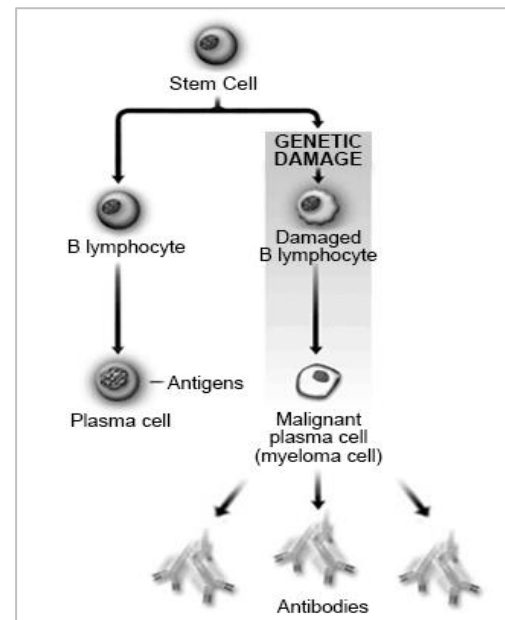 Stem Cell
GENETIC
DAMAGE
B lymphocyte
Damaged
B lymphocyte
Antigens
Plasma cell
Malignant
plasma cell
(myeloma cell)
Antibodies